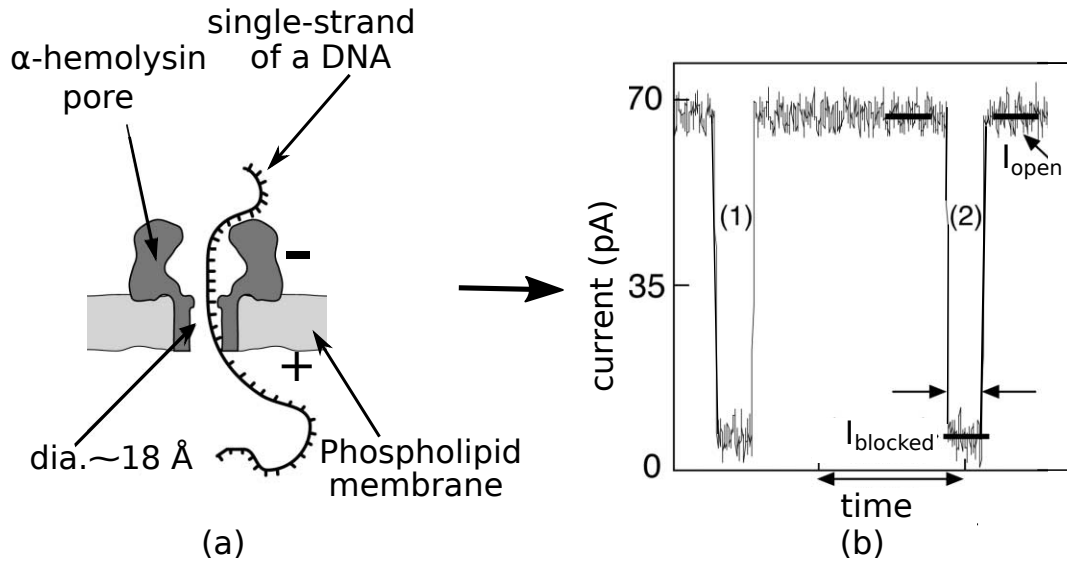 single-strand
of a DNA
α-hemolysin
pore
-
+
dia.~18 Å
Phospholipid
membrane
(a)
70
35
0
current (pA)
(1)
(2)
I_open
I_blocked
time
(b)